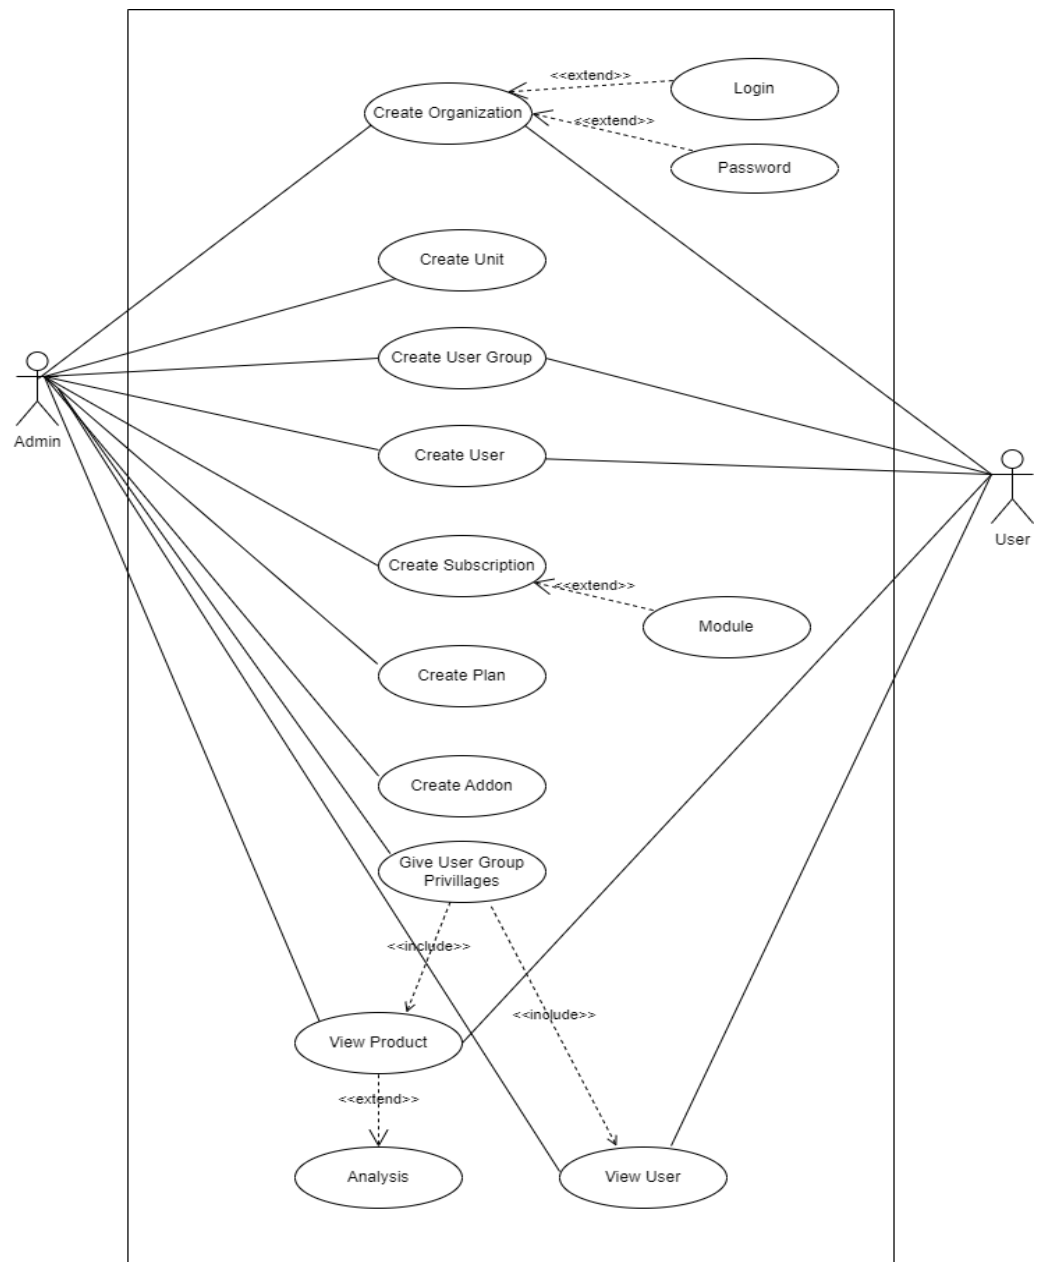 <<extend>>
Login
Create Organization
<<extend>>
Password
Create Unit
Create User Group
Admin
Create User
User
Create Subscription
<<extend>>
Module
Create Plan
Create Addon
Give User Group
Privillages
<<include>>
<<include>>
View Product
<<extend>>
Analysis
View User